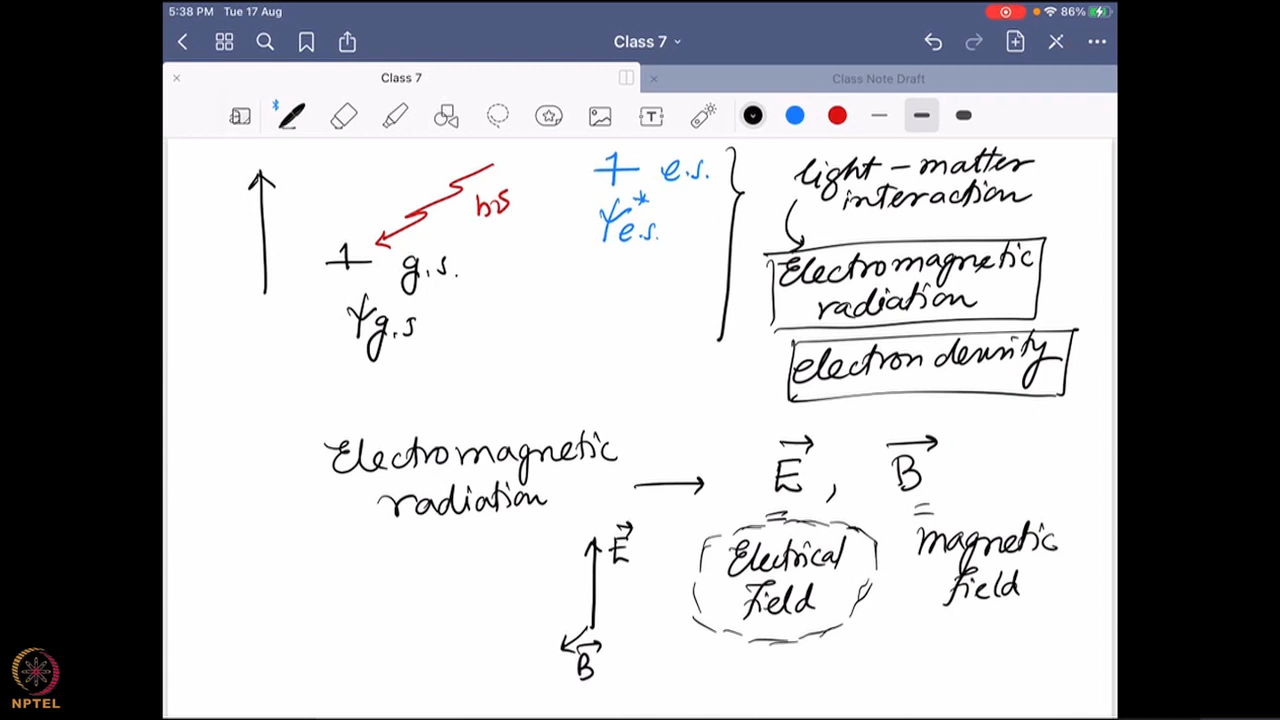 5:38 PM Tue 17 Aug
86%
Class 7
Class 7
Class Note Draft
T
e.s.
light - matter
interaction
hν
ψ*e.s.
g.s.
Electromagnetic
radiation
ψg.s
electron density
Electromagnetic
radiation
E , B
E
Electrical
Field
magnetic
field
B
NPTEL